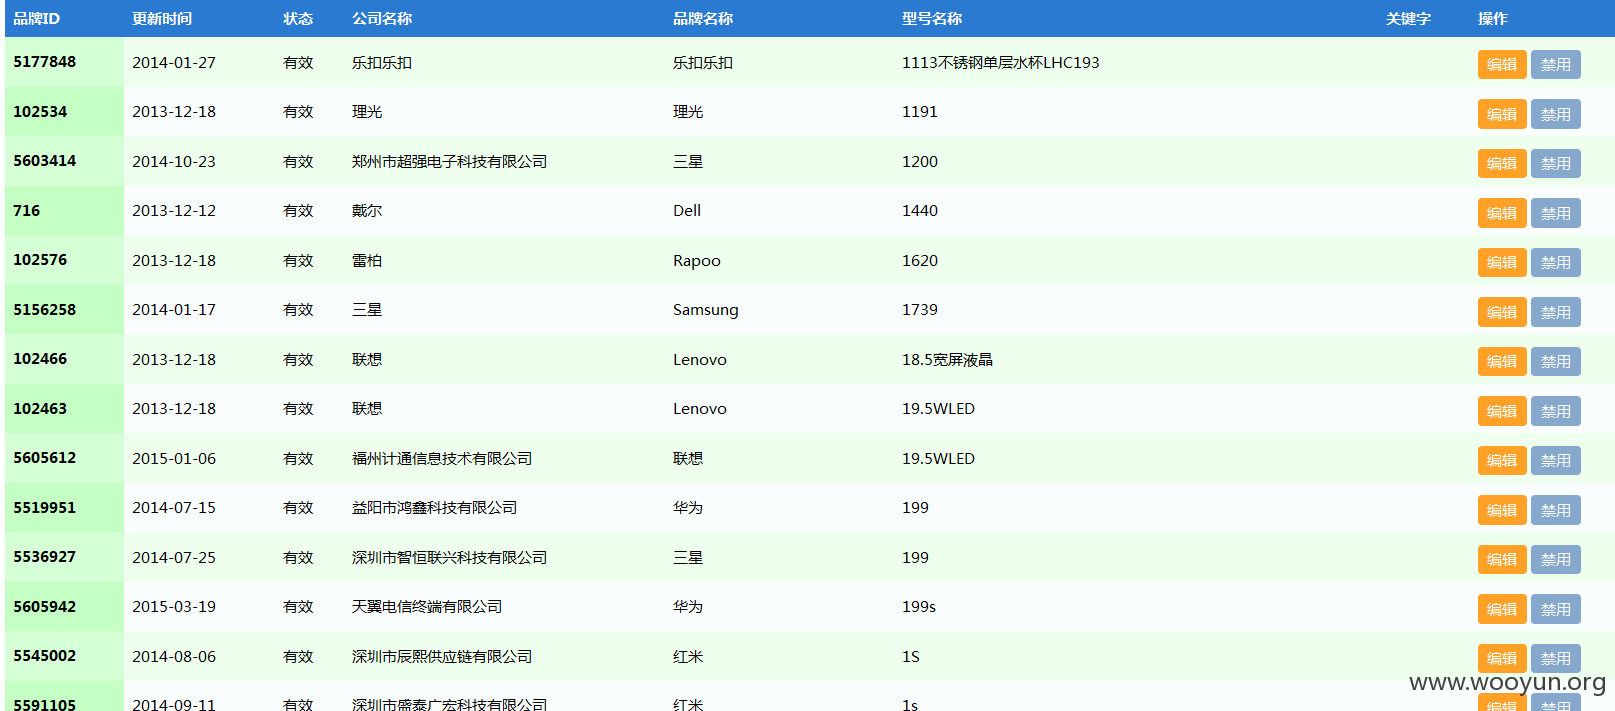 品牌ID 更新时间 状态 公司名称 品牌名称 型号名称 关键字 操作
5177848 2014-01-27 有效 乐扣乐扣 乐扣乐扣 1113不锈钢单层水杯LHC193 编辑 禁用
102534 2013-12-18 有效 理光 理光 1191 编辑 禁用
5603414 2014-10-23 有效 郑州市超强电子科技有限公司 三星 1200 编辑 禁用
716 2013-12-12 有效 戴尔 Dell 1440 编辑 禁用
102576 2013-12-18 有效 雷柏 Rapoo 1620 编辑 禁用
5156258 2014-01-17 有效 三星 Samsung 1739 编辑 禁用
102466 2013-12-18 有效 联想 Lenovo 18.5宽屏液晶 编辑 禁用
102463 2013-12-18 有效 联想 Lenovo 19.5WLED 编辑 禁用
5605612 2015-01-06 有效 福州计通信息技术有限公司 联想 19.5WLED 编辑 禁用
5519951 2014-07-15 有效 益阳市鸿鑫科技有限公司 华为 199 编辑 禁用
5536927 2014-07-25 有效 深圳市智恒联兴科技有限公司 三星 199 编辑 禁用
5605942 2015-03-19 有效 天翼电信终端有限公司 华为 199s 编辑 禁用
5545002 2014-08-06 有效 深圳市辰熙供应链有限公司 红米 1S 编辑 禁用
5591105 2014-09-11 有效 深圳市盛泰广宏科技有限公司 红米 1s 编辑 禁用
www.wooyun.org